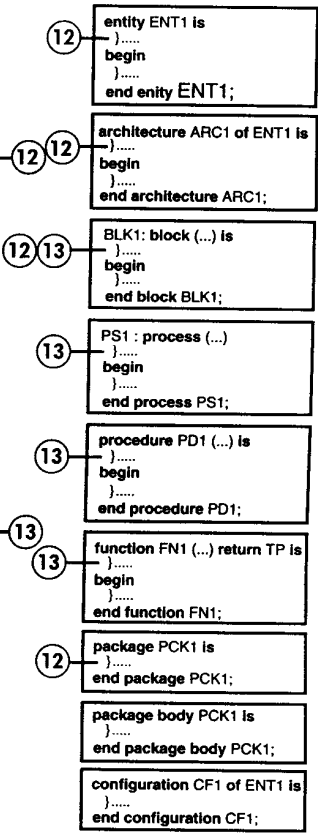 entity ENT1 is
12
}.....
begin
}.....
end enity ENT1;
architecture ARC1 of ENT1 is
12 12
}.....
begin
}.....
end architecture ARC1;
BLK1: block (...) is
12 13
}.....
begin
}.....
end block BLK1;
PS1 : process (...)
13
}.....
begin
}.....
end process PS1;
procedure PD1 (...) is
13
}.....
begin
}.....
end procedure PD1;
13
function FN1 (...) return TP is
13
}.....
begin
}.....
end function FN1;
package PCK1 is
12
}.....
end package PCK1;
package body PCK1 is
}.....
end package body PCK1;
configuration CF1 of ENT1 is
}.....
end configuration CF1;